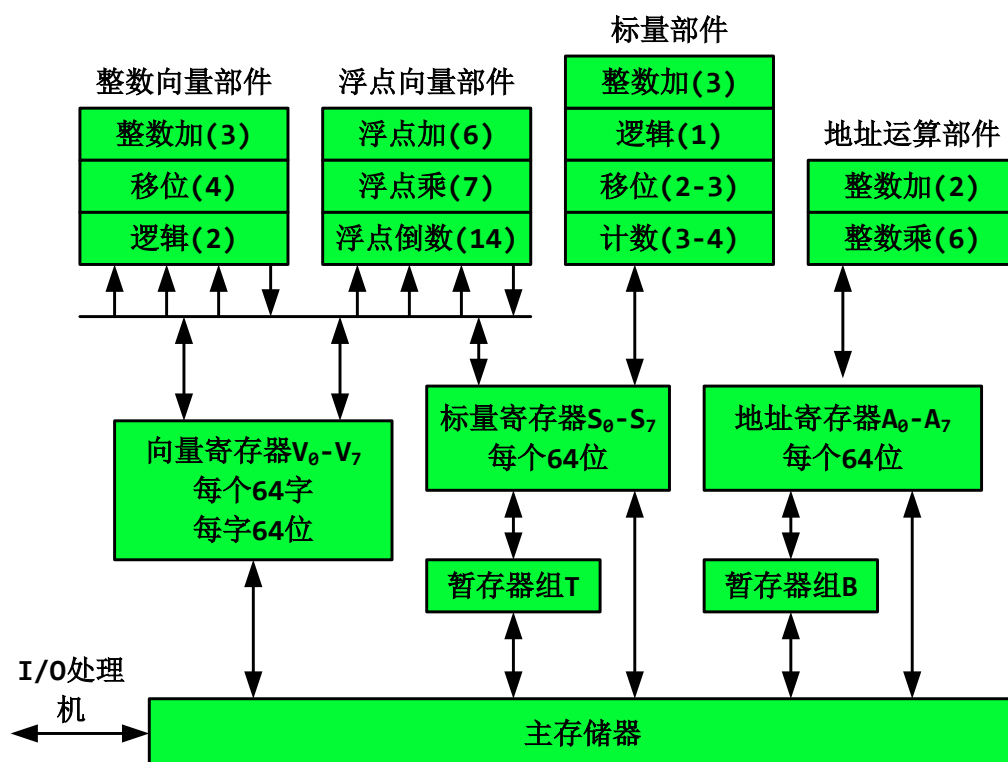 标量部件
整数向量部件
浮点向量部件
地址运算部件
整数加(3)
移位(4)
逻辑(2)
浮点加(6)
浮点乘(7)
浮点倒数(14)
整数加(3)
逻辑(1)
移位(2-3)
计数(3-4)
整数加(2)
整数乘(6)
向量寄存器V₀-V₇
每个64字
每字64位
标量寄存器S₀-S₇
每个64位
地址寄存器A₀-A₇
每个64位
暂存器组T
暂存器组B
I/O处理
机
主存储器